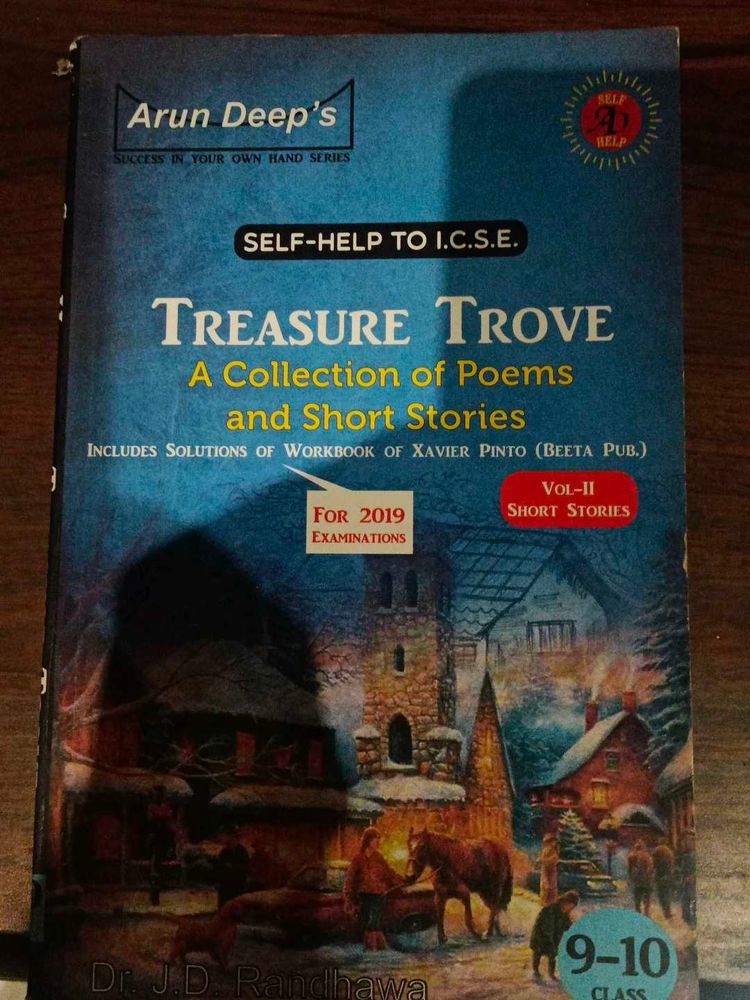 Arun Deep's
SUCCESS IN YOUR OWN HAND SERIES
SELF
AD
HELP
SELF-HELP TO I.C.S.E.
TREASURE TROVE
A Collection of Poems
and Short Stories
INCLUDES SOLUTIONS OF WORKBOOK OF XAVIER PINTO (BEETA PUB.)
VOL-II
SHORT STORIES
FOR 2019
EXAMINATIONS
9-10
CLASS
Dr. J.D. Randhawa